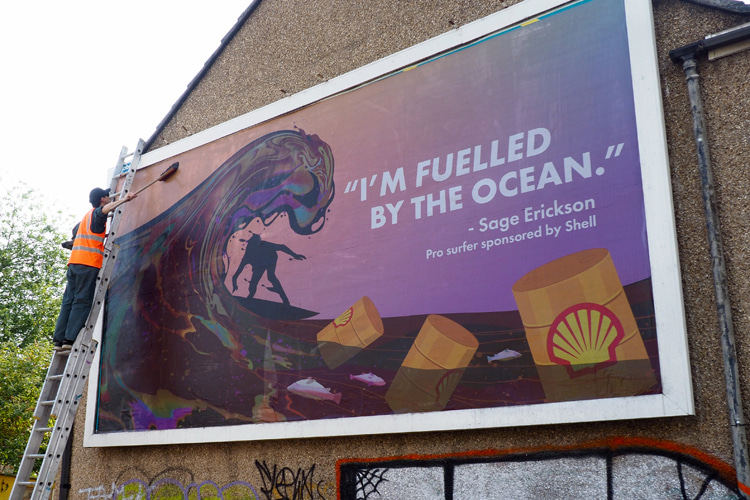 “I’M FUELLED
BY THE OCEAN.”
- Sage Erickson
Pro surfer sponsored by Shell